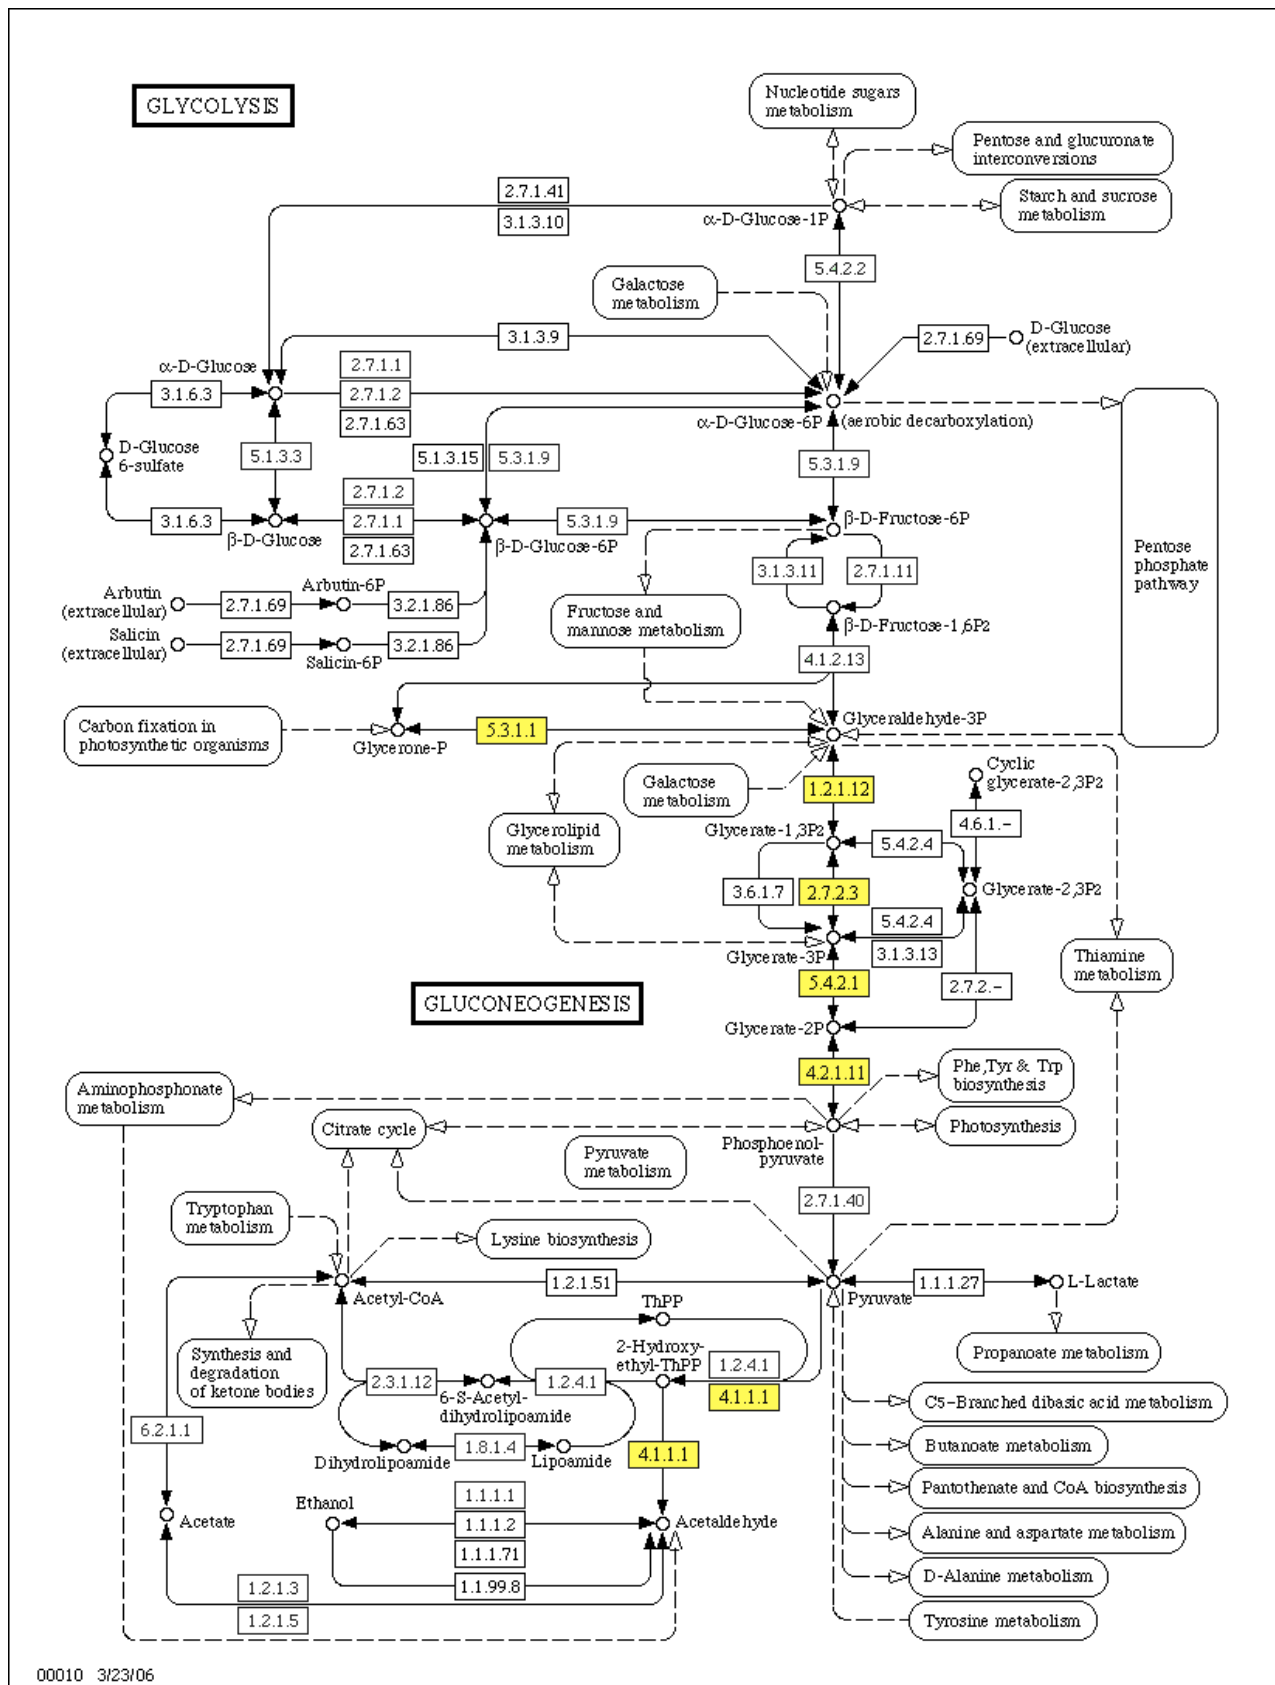 GLYCOLYSIS
Nucleotide sugars
metabolism
Pentose and glucuronate
interconversions
Starch and sucrose
metabolism
2.7.1.41
3.1.3.10
α-D-Glucose-1P
5.4.2.2
Galactose
metabolism
3.1.3.9
2.7.1.69
D-Glucose
(extracellular)
α-D-Glucose
2.7.1.1
2.7.1.2
2.7.1.63
3.1.6.3
α-D-Glucose-6P
(aerobic decarboxylation)
D-Glucose
6-sulfate
5.1.3.3
5.1.3.15
5.3.1.9
5.3.1.9
3.1.6.3
β-D-Glucose
2.7.1.2
2.7.1.1
2.7.1.63
β-D-Glucose-6P
5.3.1.9
β-D-Fructose-6P
3.1.3.11
2.7.1.11
Pentose
phosphate
pathway
Arbutin
(extracellular)
2.7.1.69
Arbutin-6P
3.2.1.86
Salicin
(extracellular)
2.7.1.69
Salicin-6P
3.2.1.86
Fructose and
mannose metabolism
β-D-Fructose-1,6P2
4.1.2.13
Carbon fixation in
photosynthetic organisms
Glycerone-P
5.3.1.1
Glyceraldehyde-3P
Galactose
metabolism
1.2.1.12
Cyclic
glycerate-2,3P2
Glycerolipid
metabolism
Glycerate-1,3P2
5.4.2.4
4.6.1.-
3.6.1.7
2.7.2.3
Glycerate-2,3P2
5.4.2.4
3.1.3.13
Glycerate-3P
5.4.2.1
2.7.2.-
Thiamine
metabolism
GLUCONEOGENESIS
Glycerate-2P
4.2.1.11
Aminophosphonate
metabolism
Phe,Tyr & Trp
biosynthesis
Citrate cycle
Photosynthesis
Phosphoenol-
pyruvate
Pyruvate
metabolism
2.7.1.40
Tryptophan
metabolism
Lysine biosynthesis
Acetyl-CoA
1.2.1.51
Pyruvate
1.1.1.27
L-Lactate
Propanoate metabolism
Synthesis and
degradation
of ketone bodies
ThPP
2-Hydroxy-
ethyl-ThPP
2.3.1.12
6-S-Acetyl-
dihydrolipoamide
1.2.4.1
1.2.4.1
4.1.1.1
6.2.1.1
Dihydrolipoamide
1.8.1.4
Lipoamide
4.1.1.1
C5-Branched dibasic acid metabolism
Butanoate metabolism
Pantothenate and CoA biosynthesis
Alanine and aspartate metabolism
D-Alanine metabolism
Tyrosine metabolism
Acetate
Ethanol
1.1.1.1
1.1.1.2
1.1.1.71
1.1.99.8
Acetaldehyde
1.2.1.3
1.2.1.5
00010 3/23/06